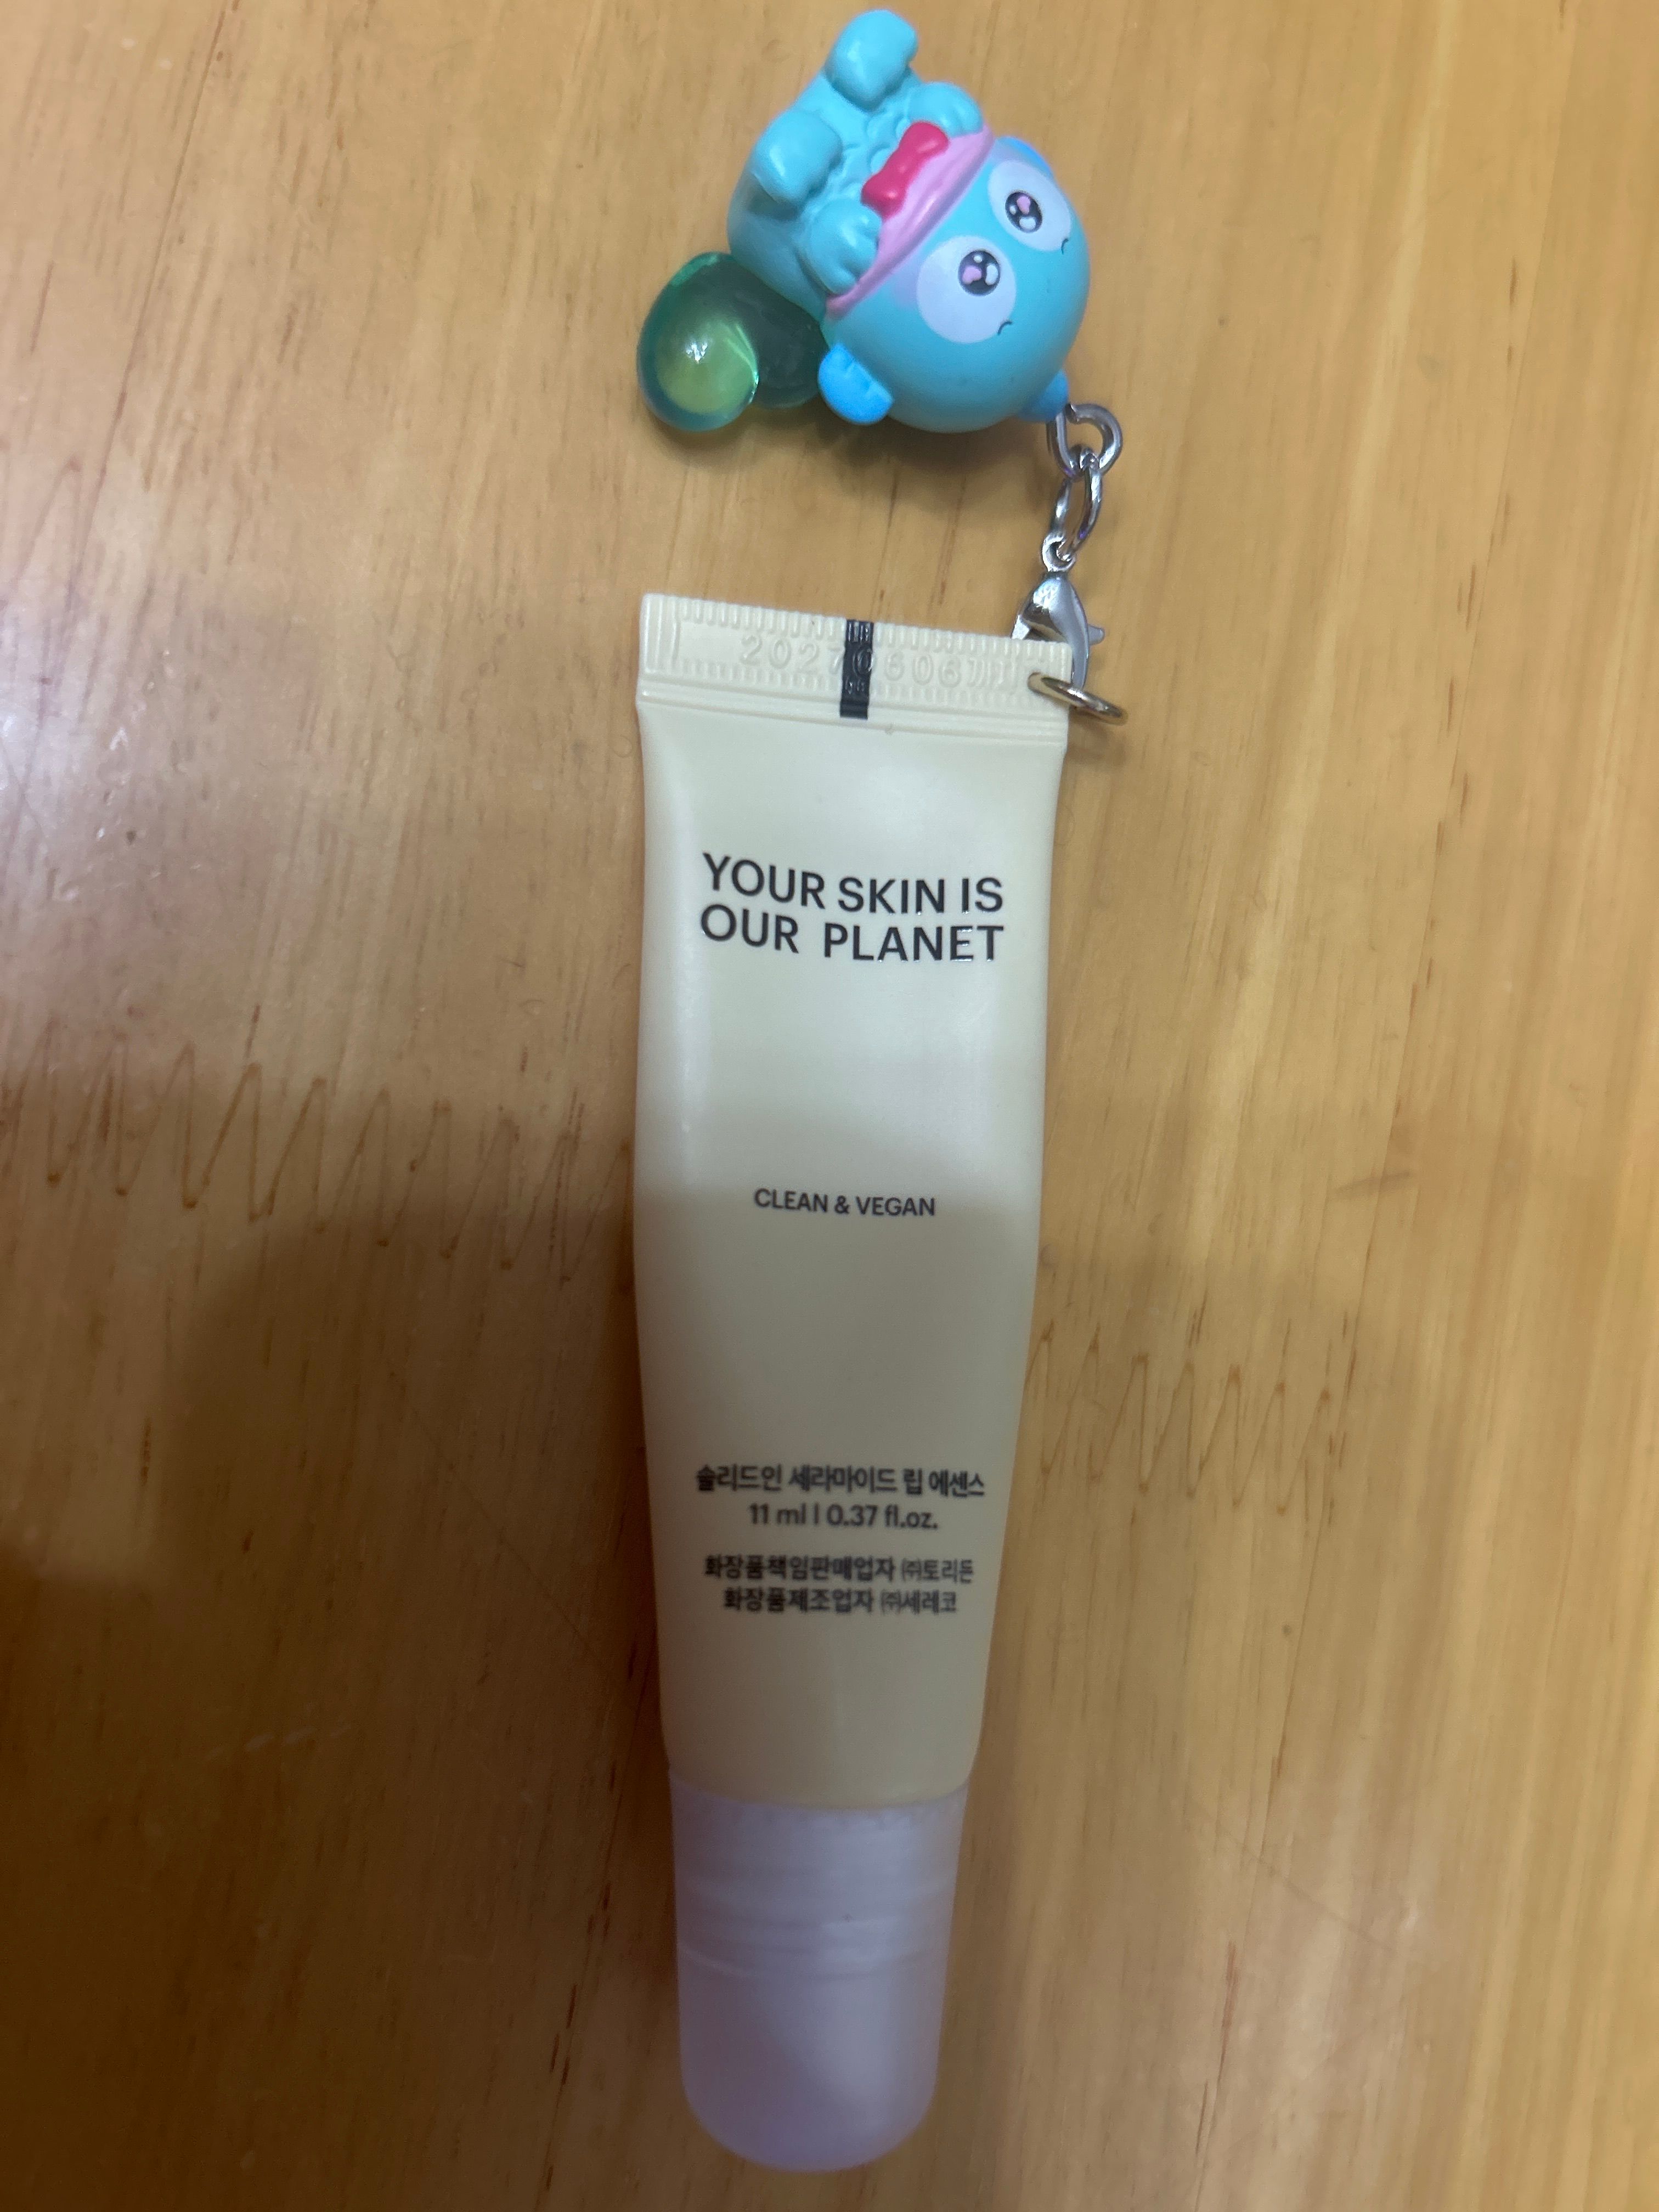 20270606
YOUR SKIN IS
OUR PLANET
CLEAN & VEGAN
솔리드인 세라마이드 립 에센스
11 ml | 0.37 fl.oz.
화장품책임판매업자 ㈜토리든
화장품제조업자 ㈜세레코